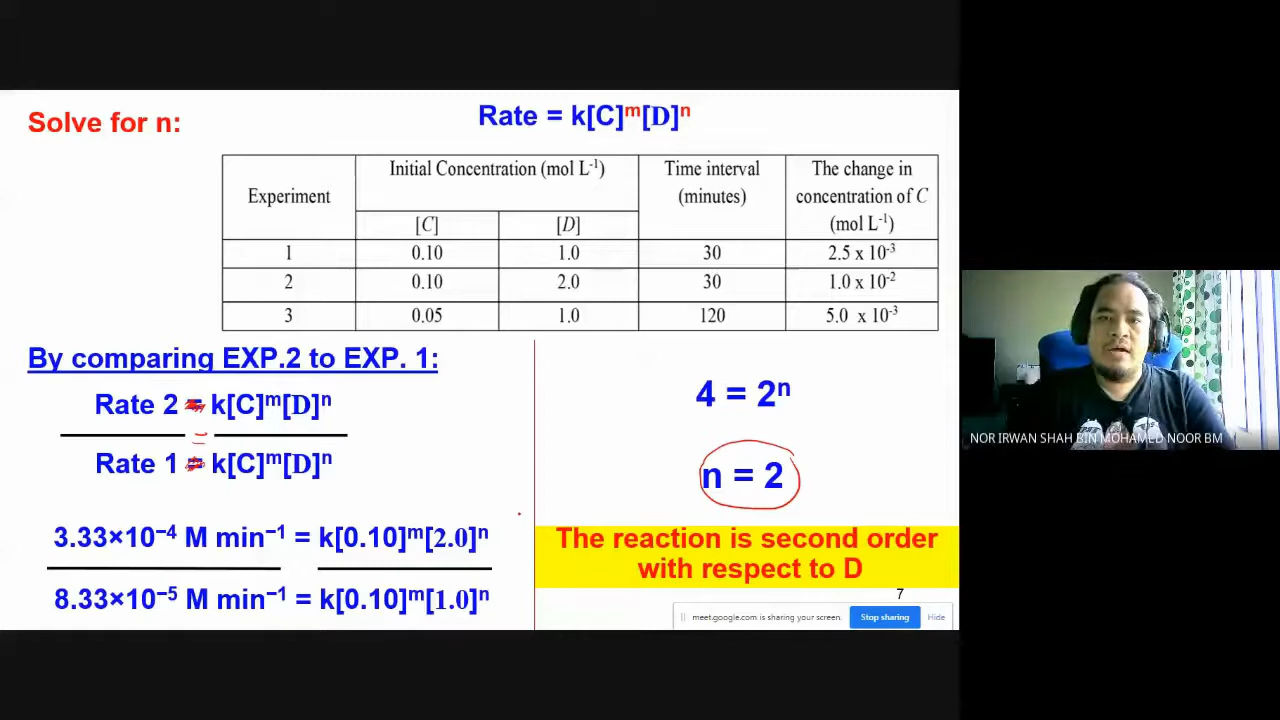 Solve for n:
Rate = k[C]ᵐ[D]ⁿ
Experiment
Initial Concentration (mol L⁻¹)
Time interval
(minutes)
The change in
concentration of C
(mol L⁻¹)
[C] [D]
1 0.10 1.0 30 2.5 x 10⁻³
2 0.10 2.0 30 1.0 x 10⁻²
3 0.05 1.0 120 5.0 x 10⁻³
By comparing EXP.2 to EXP. 1:
Rate 2 = k[C]ᵐ[D]ⁿ
=
Rate 1 = k[C]ᵐ[D]ⁿ
3.33×10⁻⁴ M min⁻¹ = k[0.10]ᵐ[2.0]ⁿ
8.33×10⁻⁵ M min⁻¹ = k[0.10]ᵐ[1.0]ⁿ
4 = 2ⁿ
n = 2
The reaction is second order
with respect to D
7
meet.google.com is sharing your screen. Stop sharing Hide
NOR IRWAN SHAH BIN MOHAMED NOOR BM